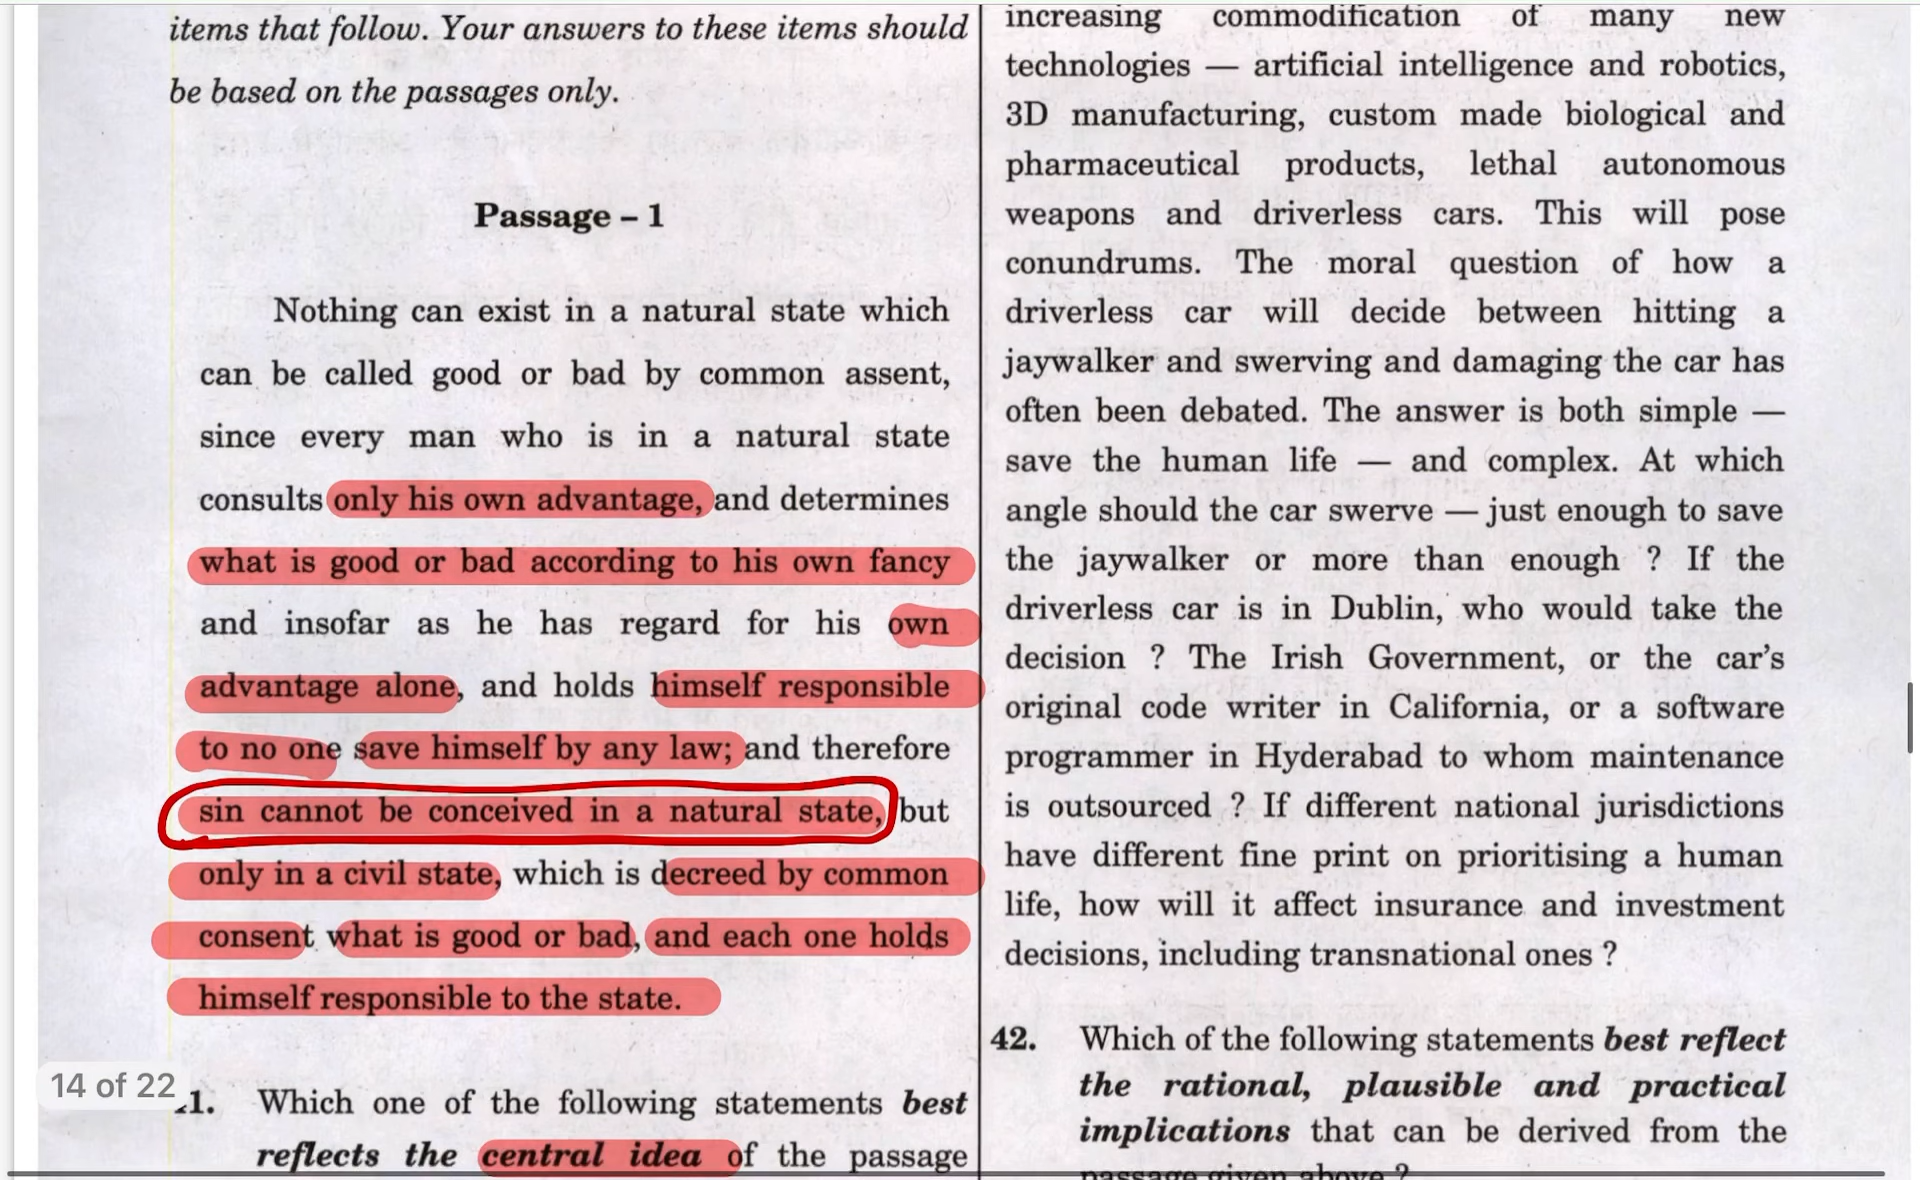 items that follow. Your answers to these items should
be based on the passages only.
Passage – 1
Nothing can exist in a natural state which
can be called good or bad by common assent,
since every man who is in a natural state
consults only his own advantage, and determines
what is good or bad according to his own fancy
and insofar as he has regard for his own
advantage alone, and holds himself responsible
to no one save himself by any law; and therefore
sin cannot be conceived in a natural state, but
only in a civil state, which is decreed by common
consent what is good or bad, and each one holds
himself responsible to the state.
14 of 22
1. Which one of the following statements best
reflects the central idea of the passage
increasing commodification of many new
technologies — artificial intelligence and robotics,
3D manufacturing, custom made biological and
pharmaceutical products, lethal autonomous
weapons and driverless cars. This will pose
conundrums. The moral question of how a
driverless car will decide between hitting a
jaywalker and swerving and damaging the car has
often been debated. The answer is both simple —
save the human life — and complex. At which
angle should the car swerve — just enough to save
the jaywalker or more than enough ? If the
driverless car is in Dublin, who would take the
decision ? The Irish Government, or the car's
original code writer in California, or a software
programmer in Hyderabad to whom maintenance
is outsourced ? If different national jurisdictions
have different fine print on prioritising a human
life, how will it affect insurance and investment
decisions, including transnational ones ?
42. Which of the following statements best reflect
the rational, plausible and practical
implications that can be derived from the
passage given above ?